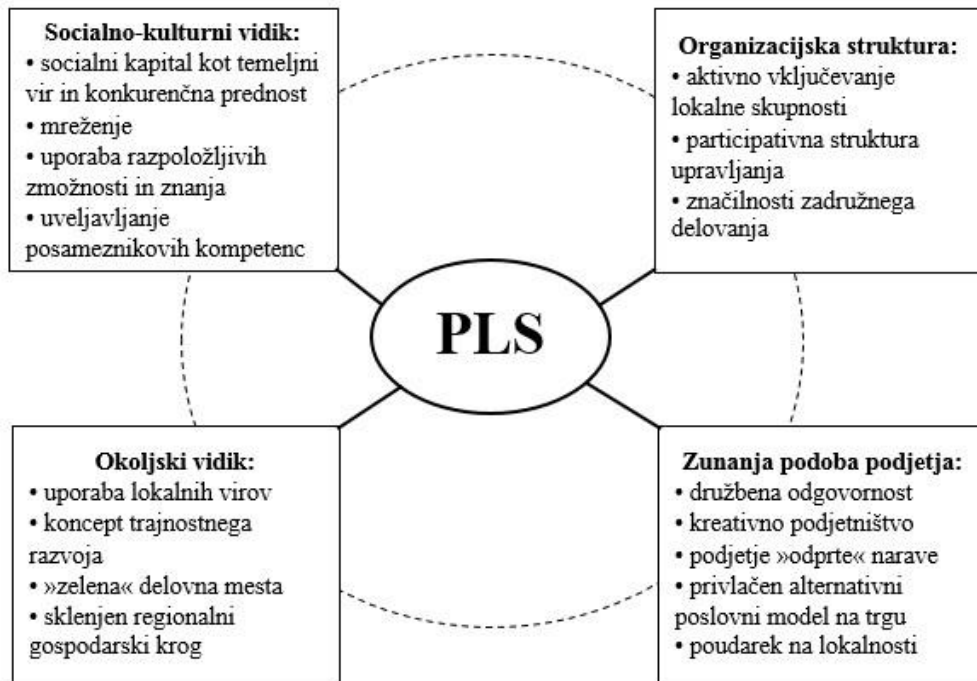 Socialno-kulturni vidik:
• socialni kapital kot temeljni
vir in konkurenčna prednost
• mreženje
• uporaba razpoložljivih
zmožnosti in znanja
• uveljavljanje
posameznikovih kompetenc
Organizacijska struktura:
• aktivno vključevanje
lokalne skupnosti
• participativna struktura
upravljanja
• značilnosti zadružnega
delovanja
PLS
Okoljski vidik:
• uporaba lokalnih virov
• koncept trajnostnega
razvoja
• »zelena« delovna mesta
• sklenjen regionalni
gospodarski krog
Zunanja podoba podjetja:
• družbena odgovornost
• kreativno podjetništvo
• podjetje »odprte« narave
• privlačen alternativni
poslovni model na trgu
• poudarek na lokalnosti